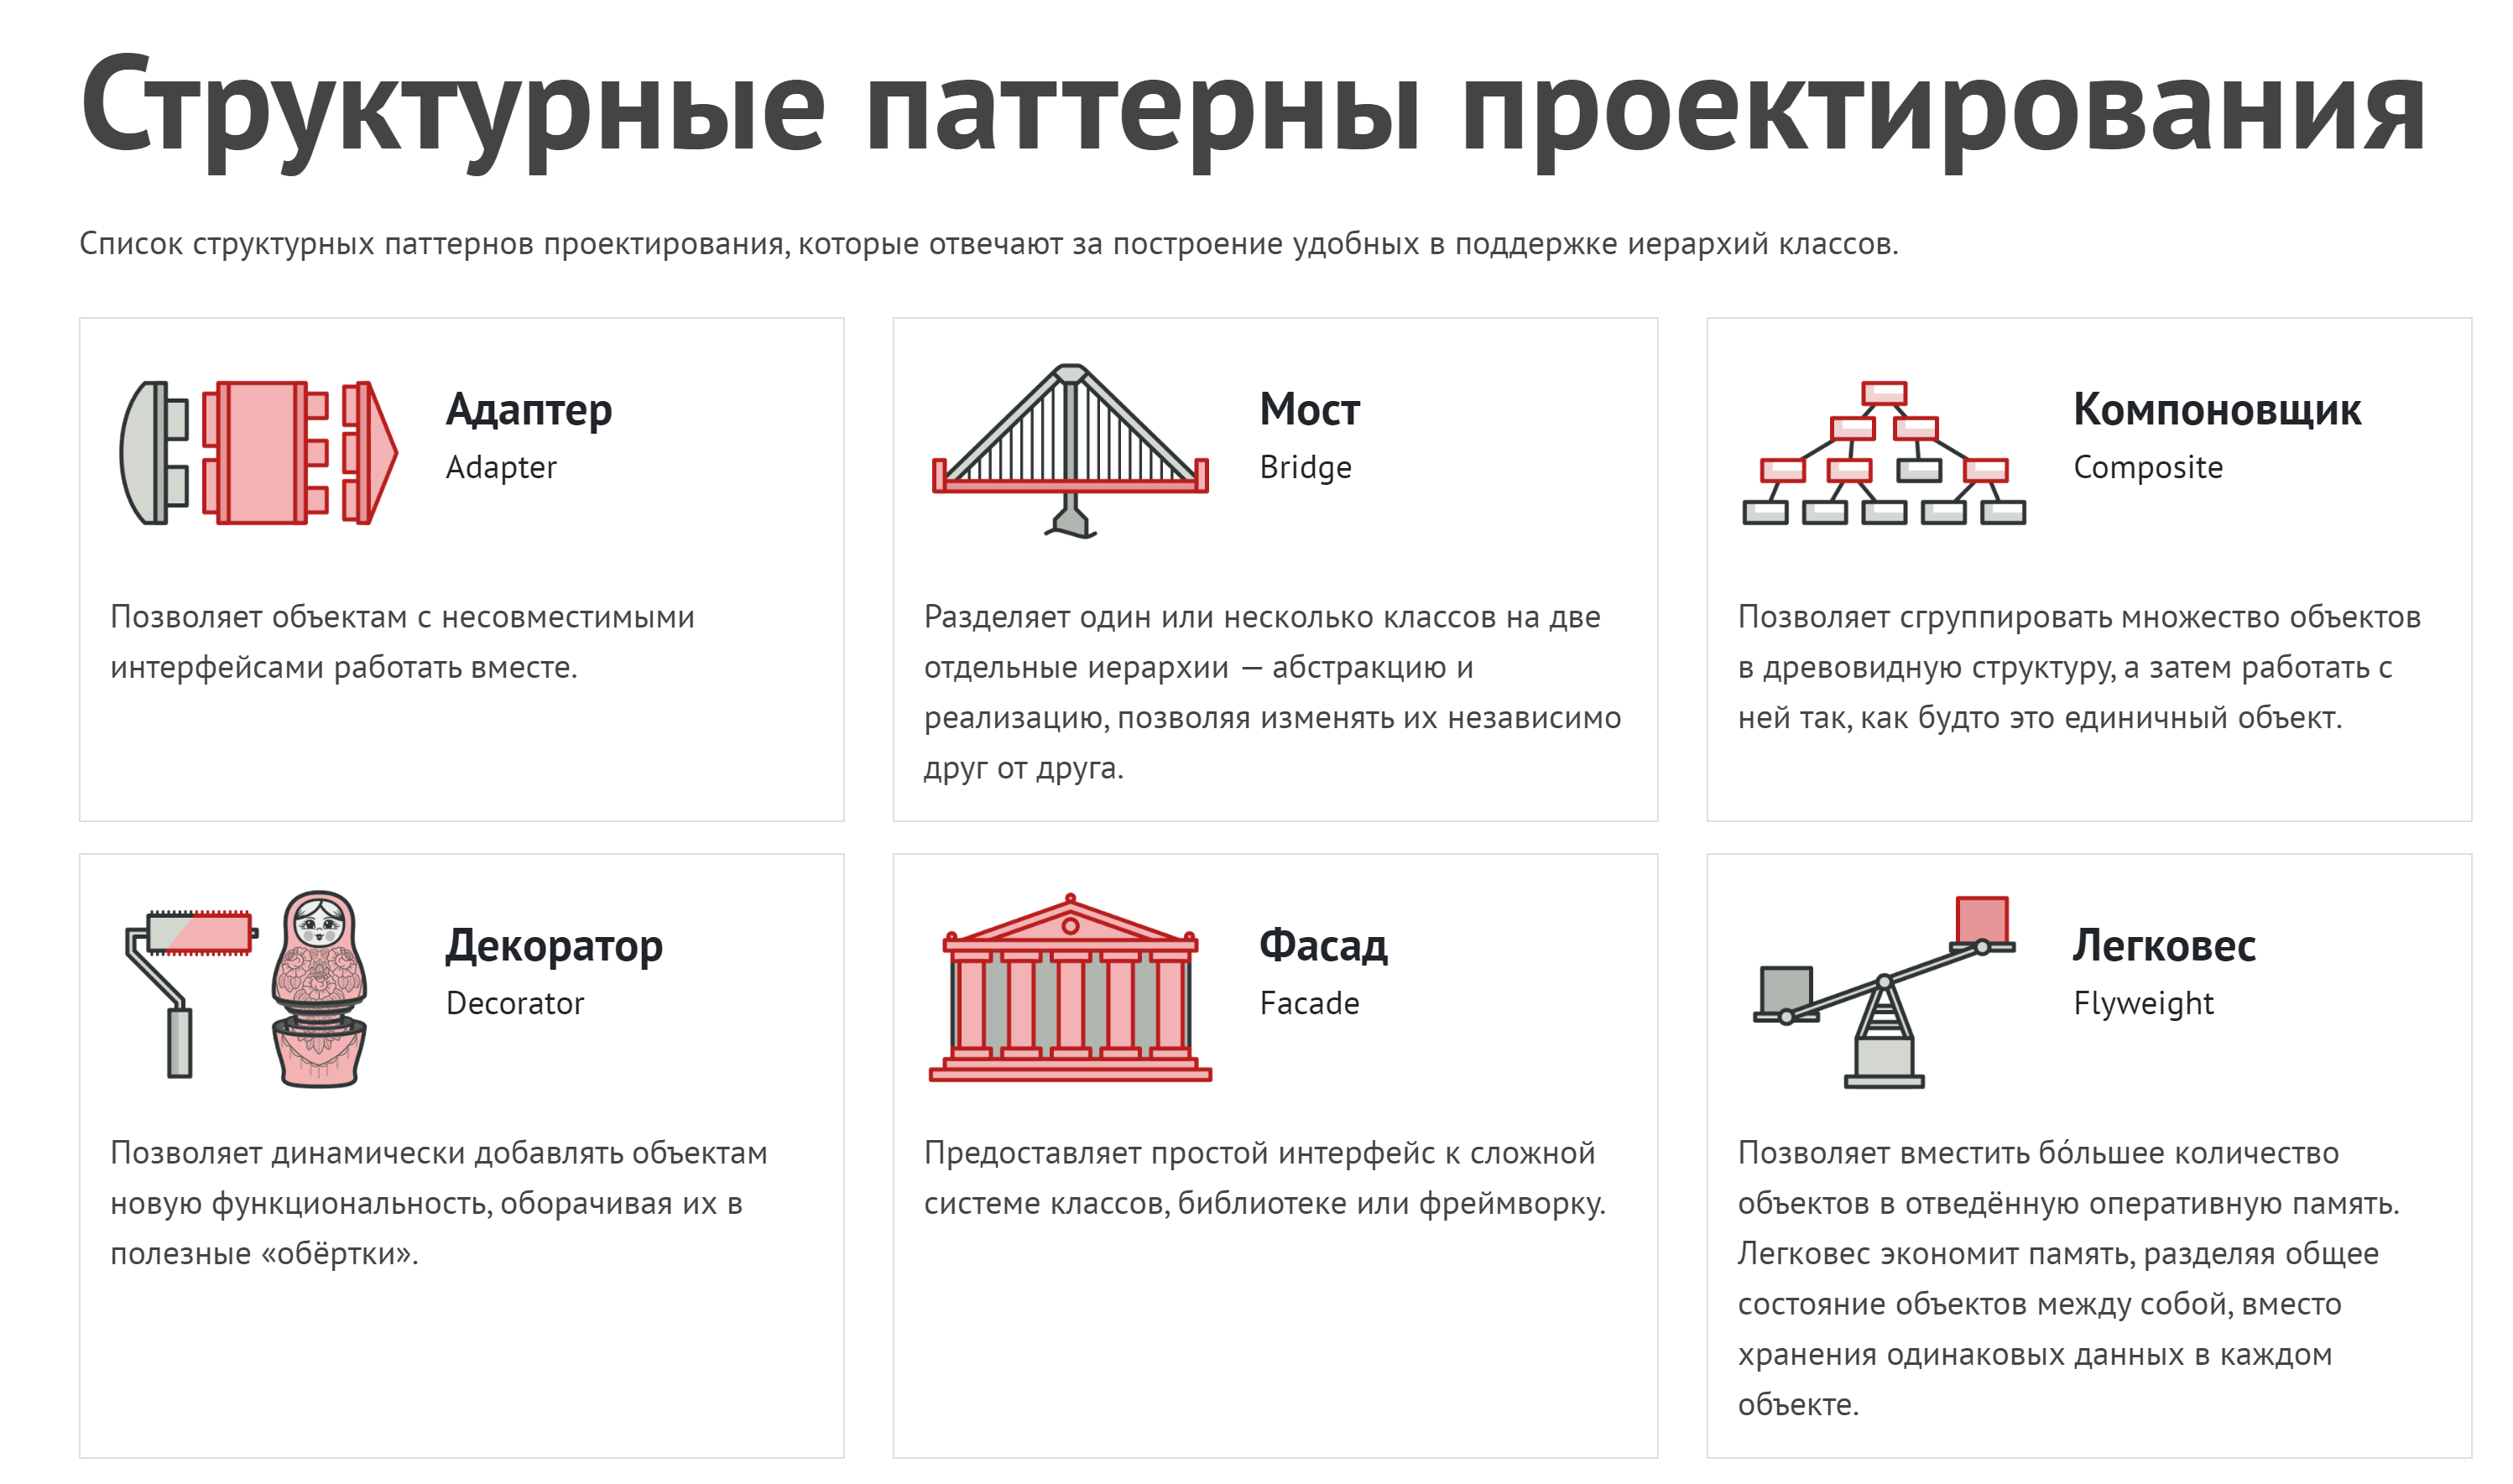 Структурные паттерны проектирования
Список структурных паттернов проектирования, которые отвечают за построение удобных в поддержке иерархий классов.
Адаптер
Adapter
Позволяет объектам с несовместимыми
интерфейсами работать вместе.
Мост
Bridge
Разделяет один или несколько классов на две
отдельные иерархии — абстракцию и
реализацию, позволяя изменять их независимо
друг от друга.
Компоновщик
Composite
Позволяет сгруппировать множество объектов
в древовидную структуру, а затем работать с
ней так, как будто это единичный объект.
Декоратор
Decorator
Позволяет динамически добавлять объектам
новую функциональность, оборачивая их в
полезные «обёртки».
Фасад
Facade
Предоставляет простой интерфейс к сложной
системе классов, библиотеке или фреймворку.
Легковес
Flyweight
Позволяет вместить бо́льшее количество
объектов в отведённую оперативную память.
Легковес экономит память, разделяя общее
состояние объектов между собой, вместо
хранения одинаковых данных в каждом
объекте.